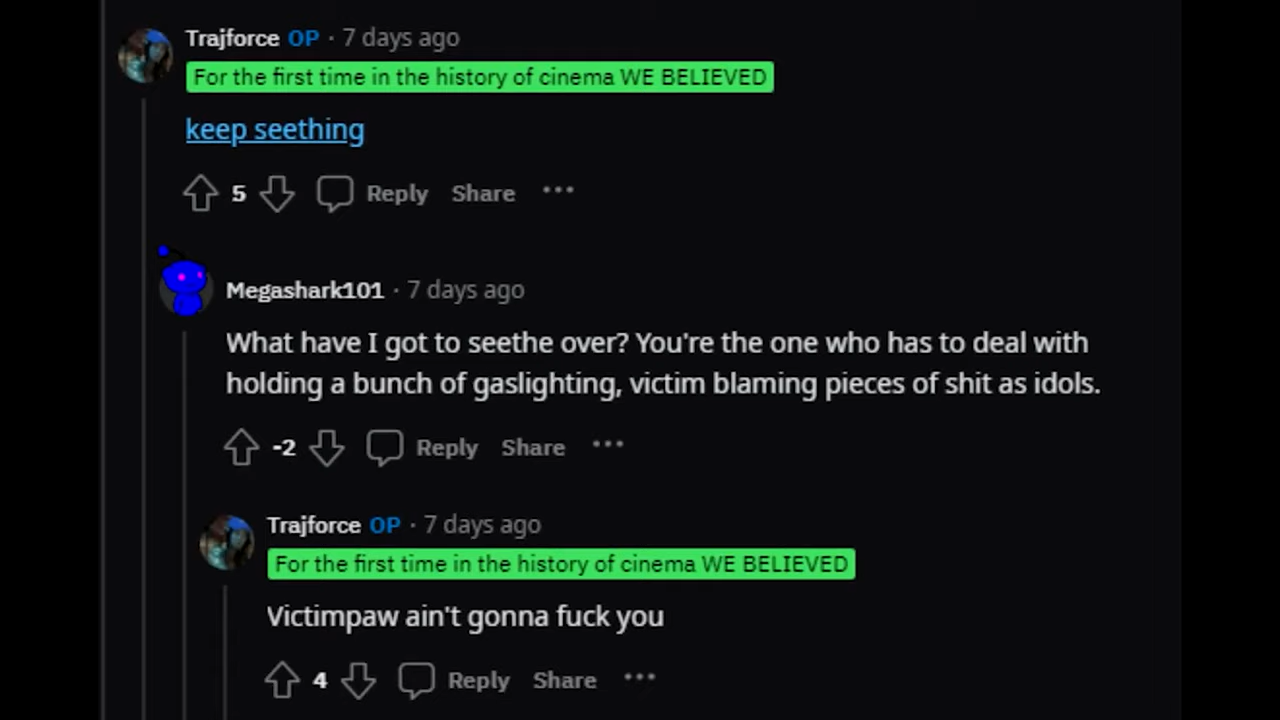 Trajforce OP · 7 days ago
For the first time in the history of cinema WE BELIEVED
keep seething
5 Reply Share ···
Megashark101 · 7 days ago
What have I got to seethe over? You're the one who has to deal with
holding a bunch of gaslighting, victim blaming pieces of shit as idols.
-2 Reply Share ···
Trajforce OP · 7 days ago
For the first time in the history of cinema WE BELIEVED
Victimpaw ain't gonna fuck you
4 Reply Share ···